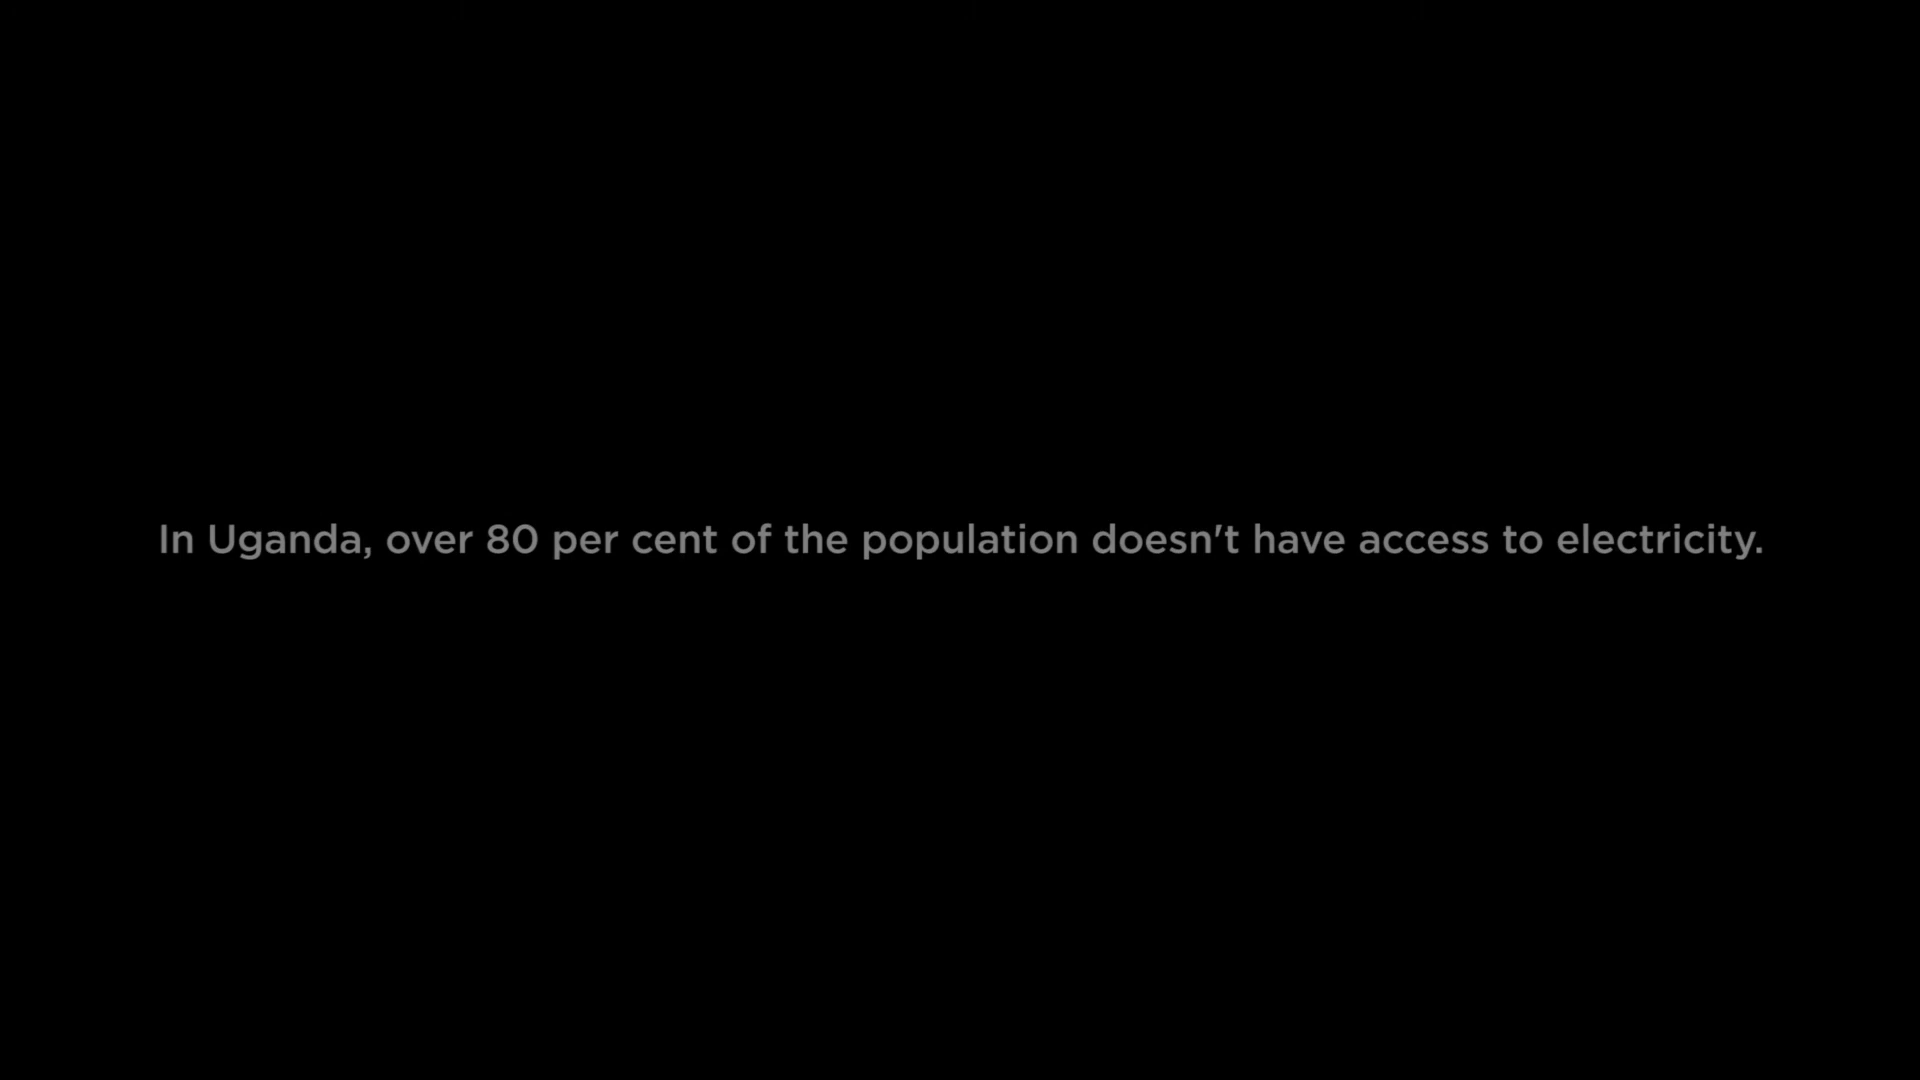 In Uganda, over 80 per cent of the population doesn't have access to electricity.